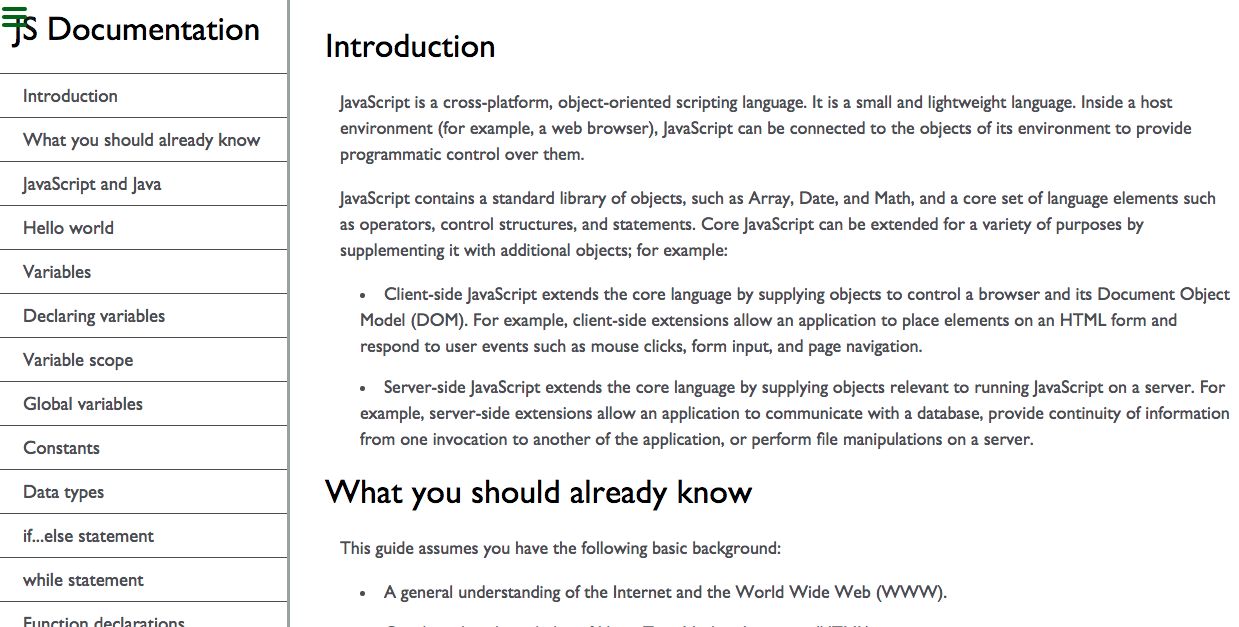 JS Documentation
Introduction
What you should already know
JavaScript and Java
Hello world
Variables
Declaring variables
Variable scope
Global variables
Constants
Data types
if...else statement
while statement
Function declarations
Introduction
JavaScript is a cross-platform, object-oriented scripting language. It is a small and lightweight language. Inside a host
environment (for example, a web browser), JavaScript can be connected to the objects of its environment to provide
programmatic control over them.
JavaScript contains a standard library of objects, such as Array, Date, and Math, and a core set of language elements such
as operators, control structures, and statements. Core JavaScript can be extended for a variety of purposes by
supplementing it with additional objects; for example:
• Client-side JavaScript extends the core language by supplying objects to control a browser and its Document Object
Model (DOM). For example, client-side extensions allow an application to place elements on an HTML form and
respond to user events such as mouse clicks, form input, and page navigation.
• Server-side JavaScript extends the core language by supplying objects relevant to running JavaScript on a server. For
example, server-side extensions allow an application to communicate with a database, provide continuity of information
from one invocation to another of the application, or perform file manipulations on a server.
What you should already know
This guide assumes you have the following basic background:
• A general understanding of the Internet and the World Wide Web (WWW).